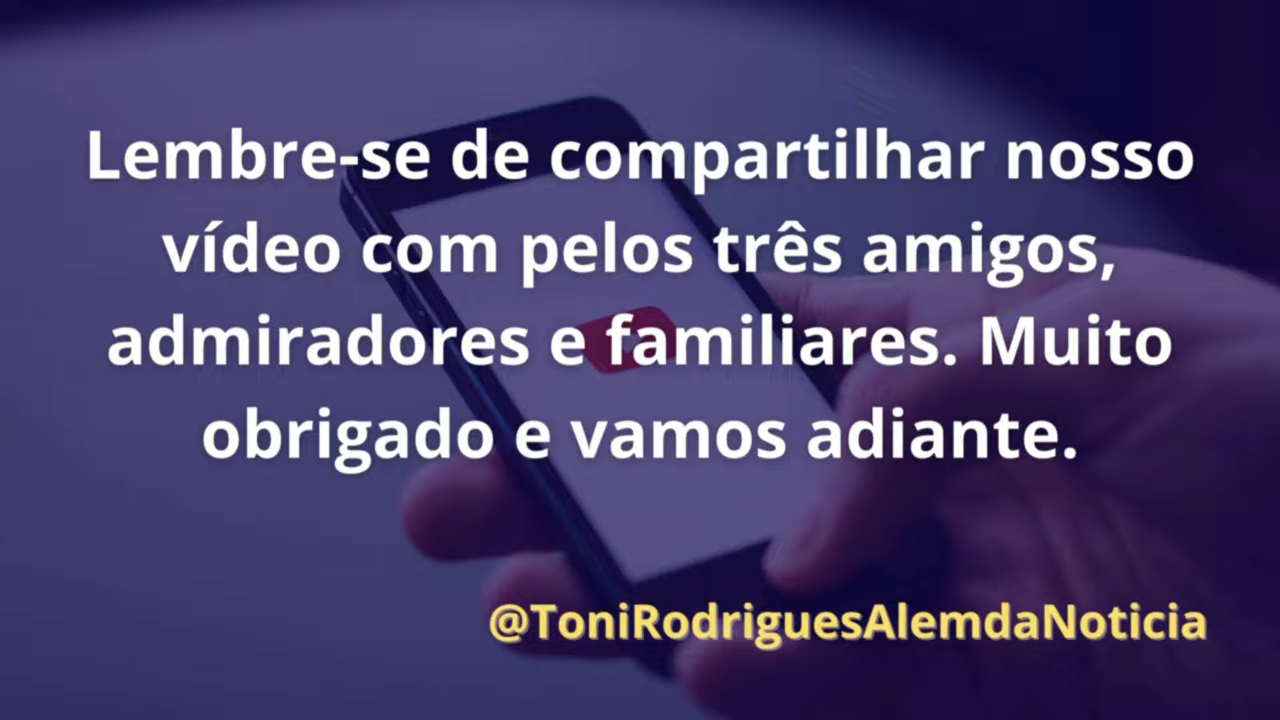 Lembre-se de compartilhar nosso
vídeo com pelos três amigos,
admiradores e familiares. Muito
obrigado e vamos adiante.
@ToniRodriguesAlemdaNoticia